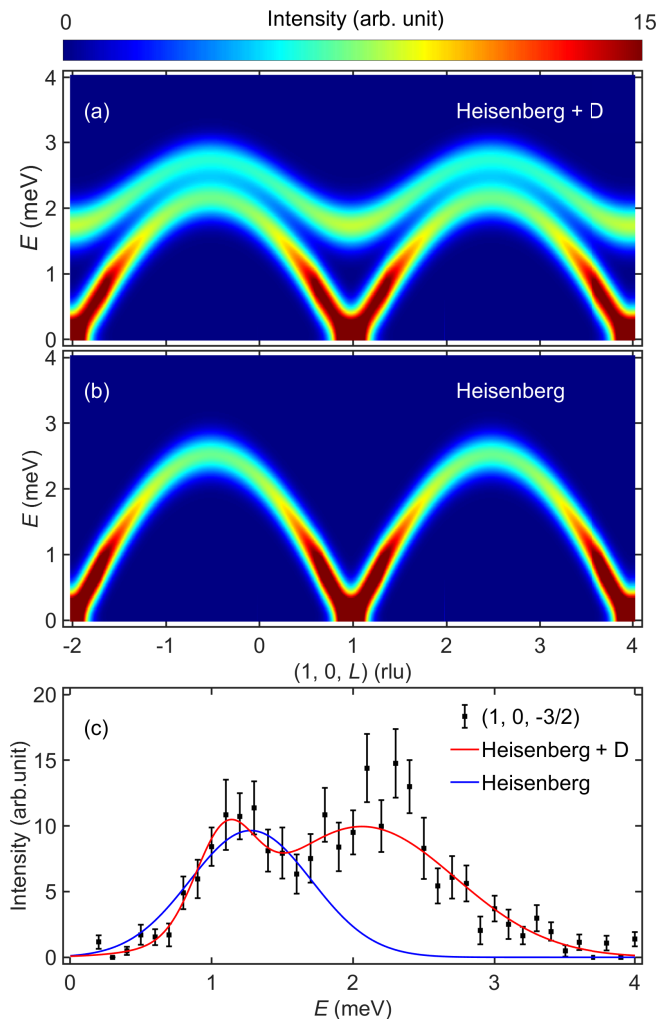 0 Intensity (arb. unit) 15
4
(a) Heisenberg + D
3
E (meV)
2
1
0
4
(b) Heisenberg
3
E (meV)
2
1
0
-2 -1 0 1 2 3 4
(1, 0, L) (rlu)
20
(c) (1, 0, -3/2)
Heisenberg + D
15
Heisenberg
Intensity (arb.unit)
10
5
0
0 1 2 3 4
E (meV)